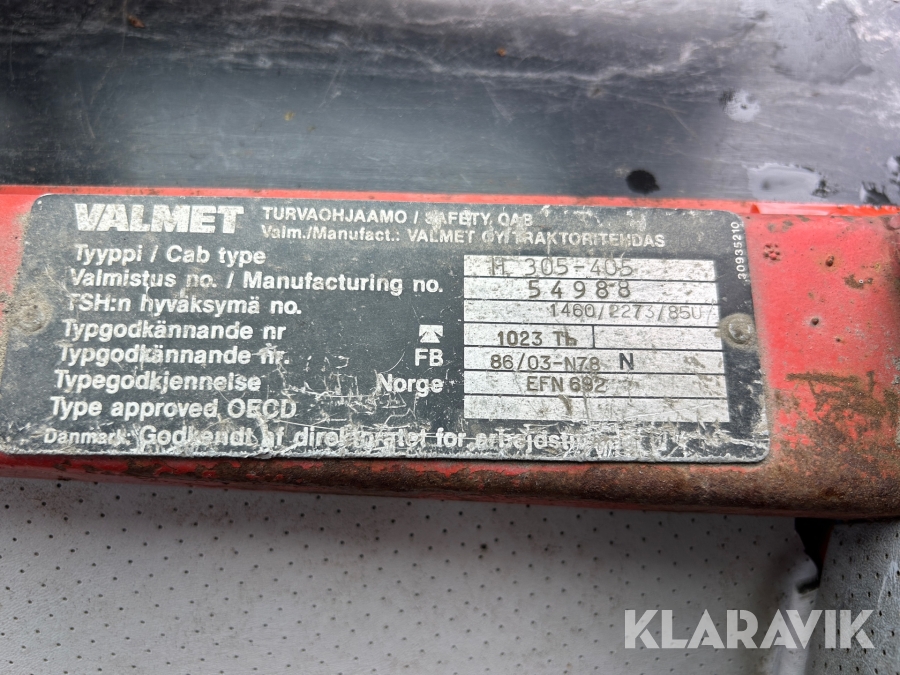 VALMET TURVAOHJAAMO / SAFETY CAB
Valm./Manufact.: VALMET OY/TRAKTORITEHDAS
Tyyppi / Cab type H 305-405
Valmistus no. / Manufacturing no. 54988
TSH:n hyväksymä no. 1460/2273/85U
Typgodkännande nr 1023 Tb
Typgodkännande nr. FB 86/03-N78 N
Typegodkjennelse Norge EFN 692
Type approved OECD
Danmark: Godkendt af direktoratet for
30935210
KLARAVIK